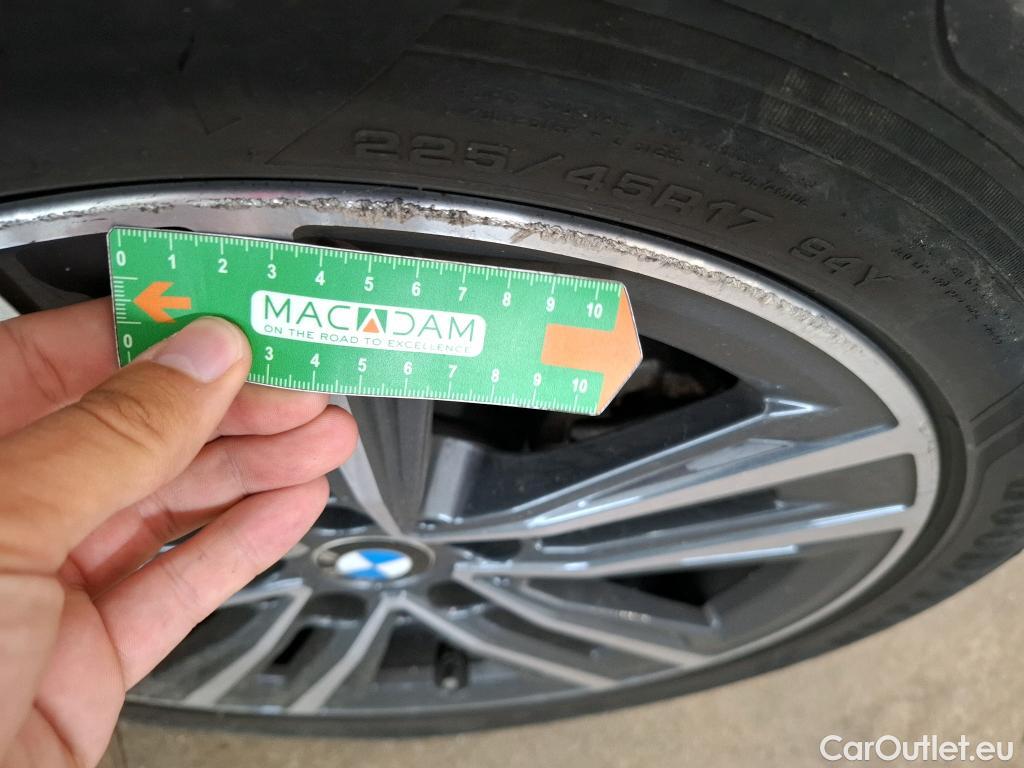 225/45R17 94Y
0 1 2 3 4 5 6 7 8 9 10
MACADAM
ON THE ROAD TO EXCELLENCE
0 3 4 5 6 7 8 9 10
CarOutlet.eu